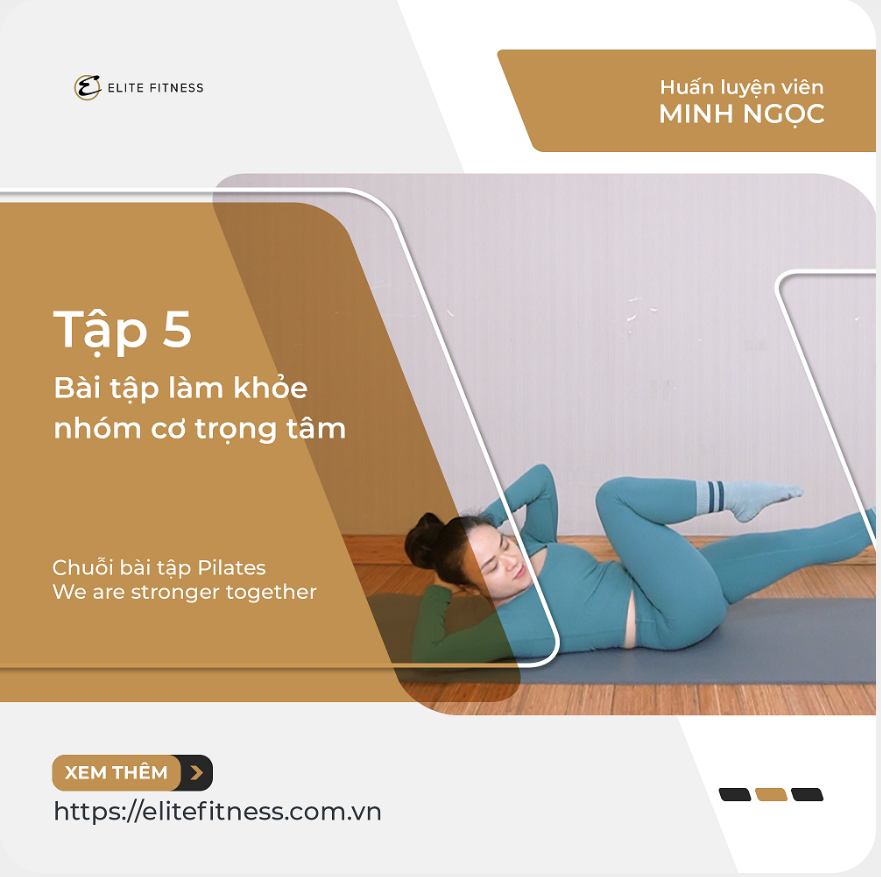 ELITE FITNESS
Huấn luyện viên
MINH NGỌC
Tập 5
Bài tập làm khỏe
nhóm cơ trọng tâm
Chuỗi bài tập Pilates
We are stronger together
XEM THÊM
https://elitefitness.com.vn